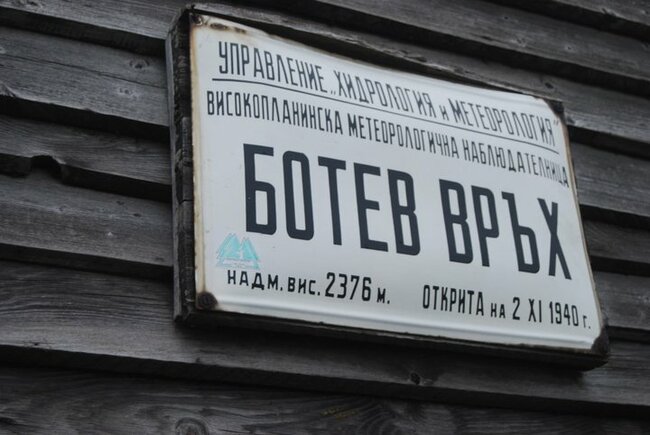 УПРАВЛЕНИЕ „ХИДРОЛОГИЯ и МЕТЕОРОЛОГИЯ"
ВИСОКОПЛАНИНСКА МЕТЕОРОЛОГИЧНА НАБЛЮДАТЕЛНИЦА
БОТЕВ ВРЪХ
НАДМ. ВИС. 2376 м. ОТКРИТА на 2 XI 1940 г.